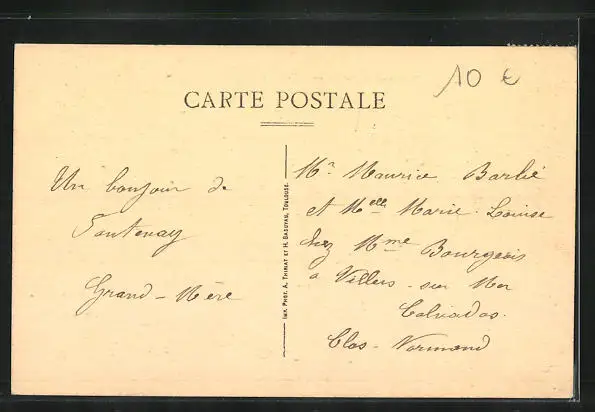 10 €
CARTE POSTALE
Un bonjour de
Fontenay
Grand-Mère
Imp. Phot. A. Thiriat et H. Basuyau, Toulouse.
Mr. Maurice Barbé
et Melle Marie-Louise
chez Mme Bourgeois
a Villers-sur Mer
Calvados.
Clos-Normand